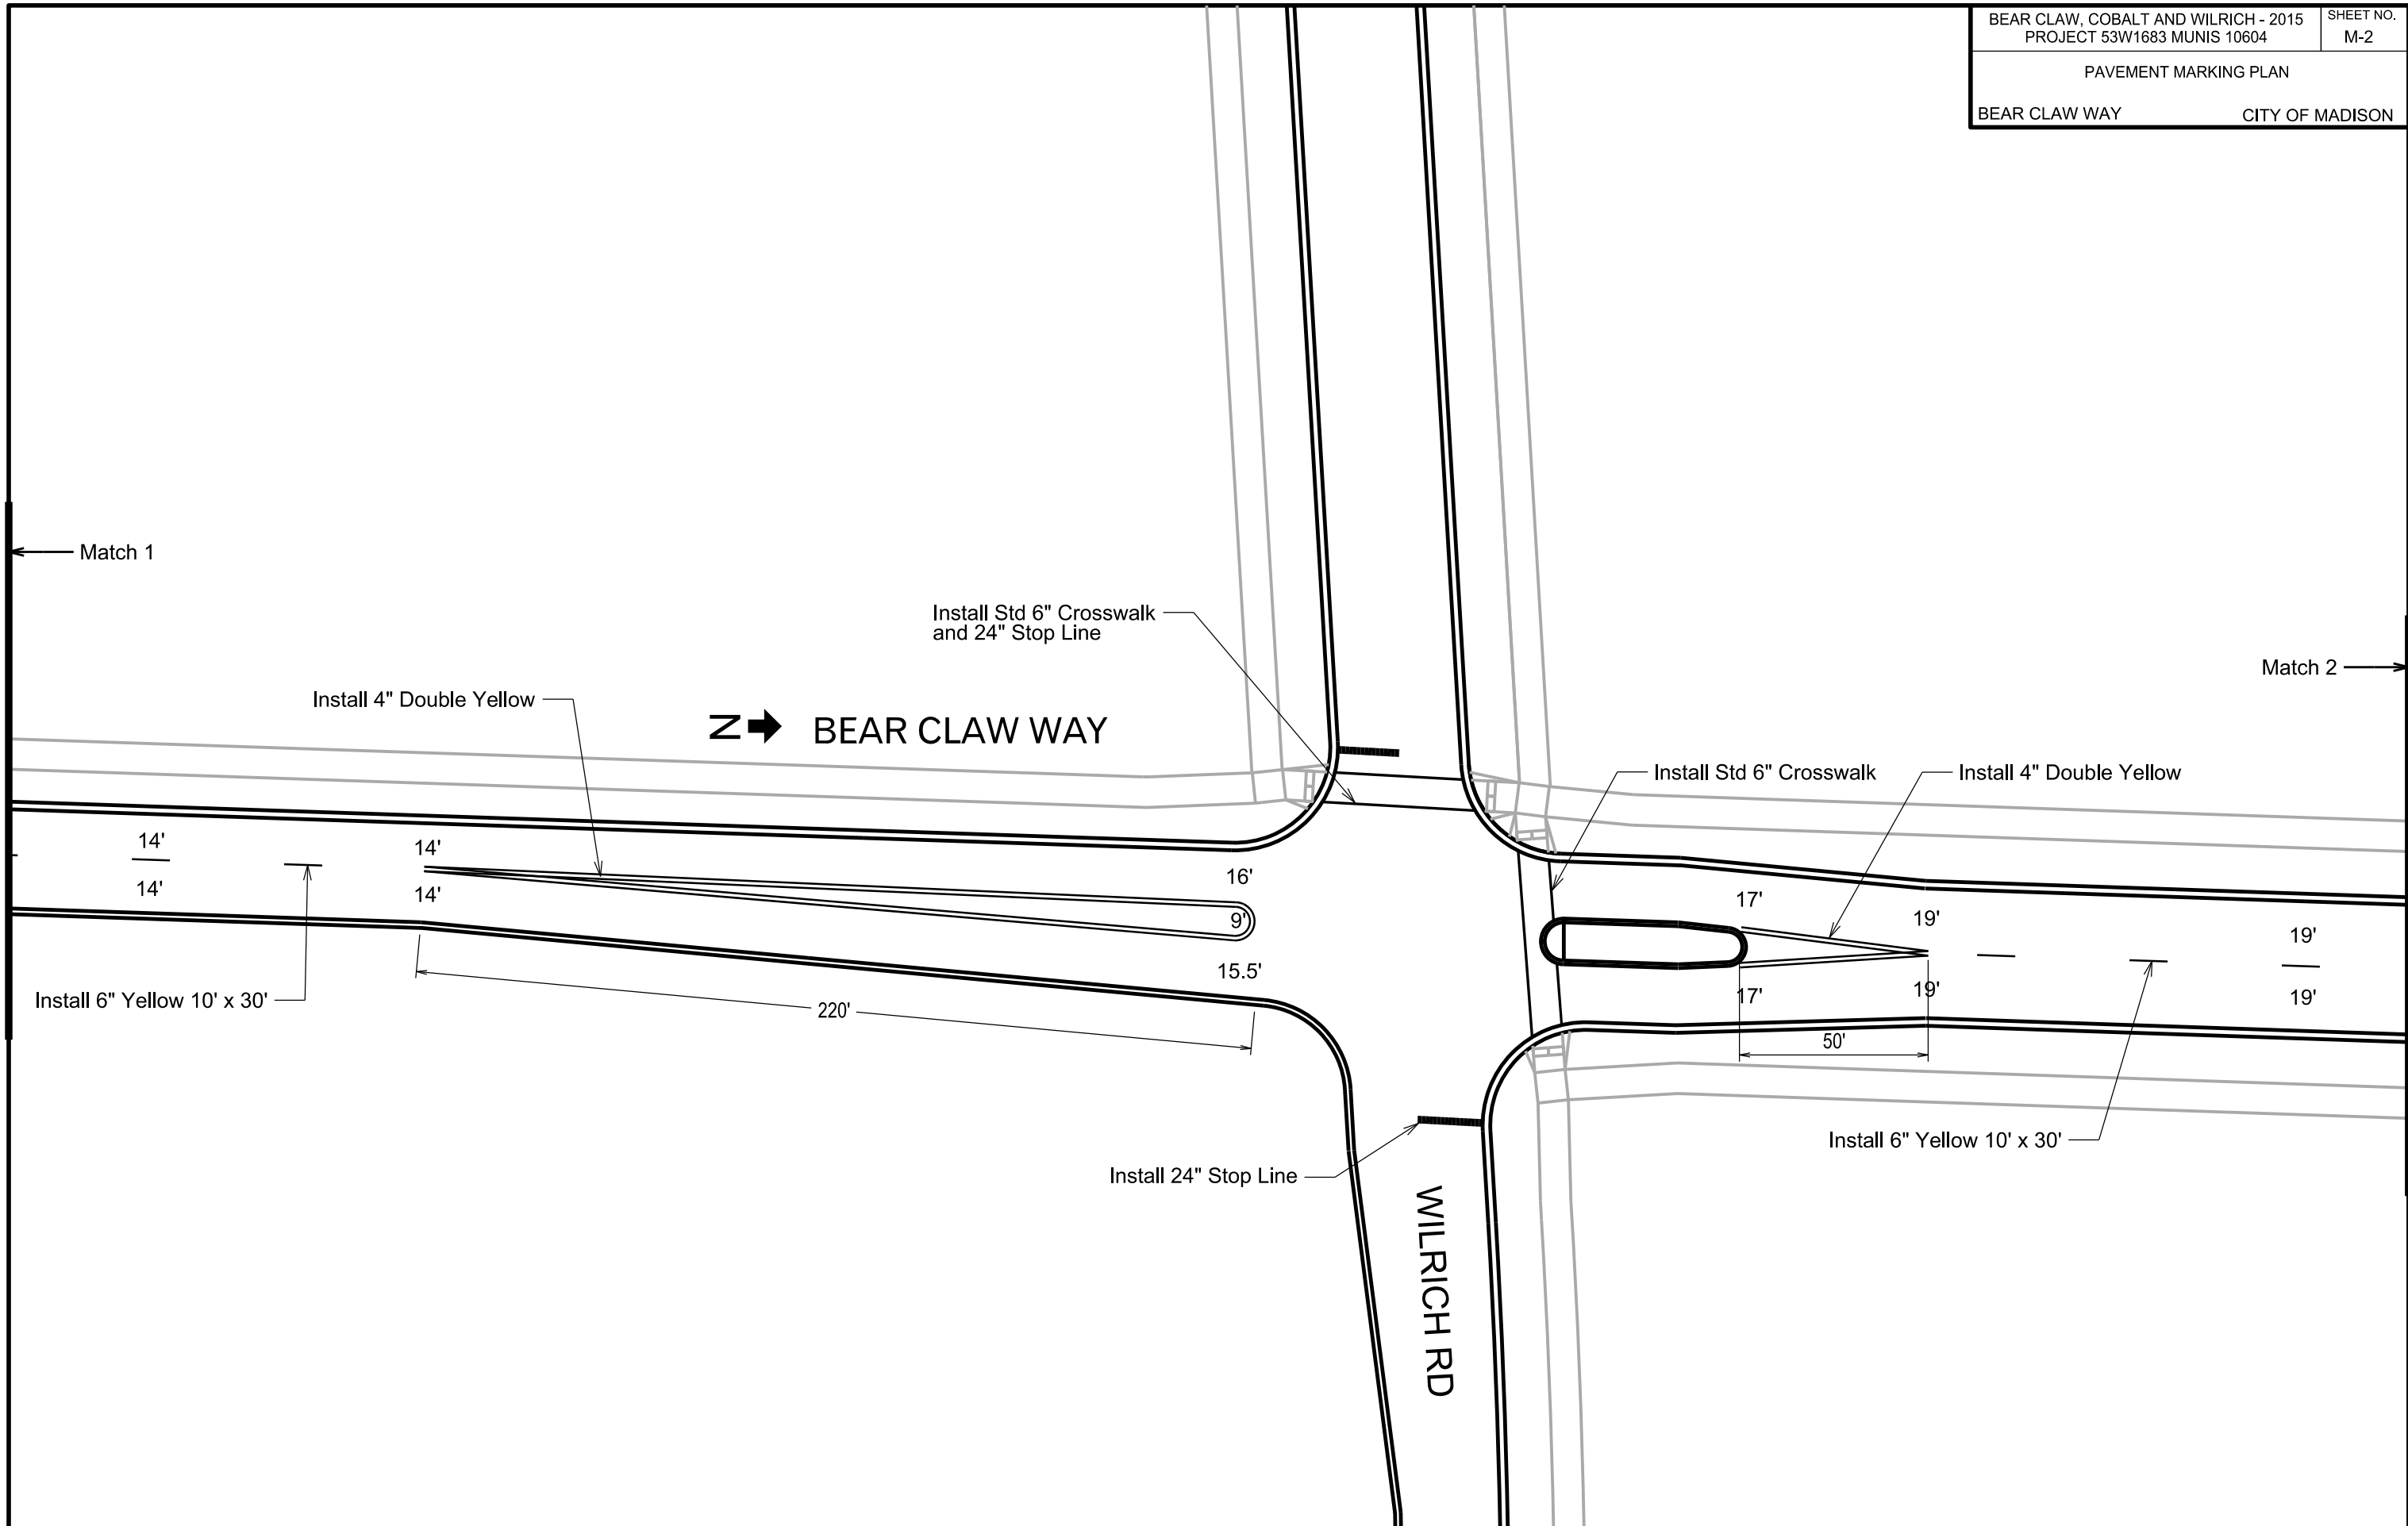 BEAR CLAW, COBALT AND WILRICH - 2015
PROJECT 53W1683 MUNIS 10604
SHEET NO.
M-2
PAVEMENT MARKING PLAN
BEAR CLAW WAY
CITY OF MADISON
Match 1
Install Std 6" Crosswalk
and 24" Stop Line
Match 2
Install 4" Double Yellow
N
BEAR CLAW WAY
Install Std 6" Crosswalk
Install 4" Double Yellow
14'
14'
14'
14'
16'
9'
15.5'
17'
19'
19'
17'
19'
19'
Install 6" Yellow 10' x 30'
220'
50'
Install 6" Yellow 10' x 30'
Install 24" Stop Line
WILRICH RD